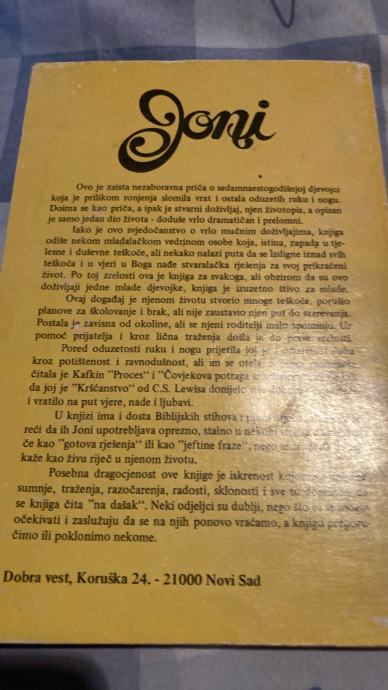 Joni
Ovo je zaista nezaboravna priča o sedamnaestogodišnjoj djevojci
koja je prilikom ronjenja slomila vrat i ostala oduzetih ruku i nogu.
Doima se kao priča, a ipak je stvarni doživljaj, njen životopis, a opisan
je samo jedan dio života - doduše vrlo dramatičan i prelomni.
Iako je ovo svjedočanstvo o vrlo mučnim doživljajima, knjiga
odiše nekom mladalačkom vedrinom osobe koja, istina, zapada u tje-
lesne i duševne teškoće, ali nekako nalazi puta da se izdigne iznad svih
teškoća i u vjeri u Boga nađe stvaralačka rješenja za svoj prikraćeni
život. Po toj zrelosti ova je knjiga za svakoga, ali obzirom da su ovo
doživljaji jedne mlade djevojke, knjiga je izuzetno štivo za mlade.
Ovaj događaj je njenom životu stvorio mnoge teškoće, porušio
planove za školovanje i brak, ali nije zaustavio njen put do sazrevanja.
Postala je zavisna od okoline, ali se njeni roditelji malo spominju. Uz
pomoć prijatelja i kroz lična traženja došla je do prave zrelosti.
Pored oduzetosti ruku i nogu prijetila joj je i
kroz potištenost i ravnodušnost, ali im se
čitala je Kafkin "Proces" i "Čovjekova potraga
da joj je "Kršćanstvo" od C.S. Lewisa donijelo
i vratilo na put vjere, nade i ljubavi.
U knjizi ima i dosta Biblijskih stihova i
reći da ih Joni upotrebljava oprezno, stalno u
če kao "gotova rješenja" ili kao "jeftine fraze", nego se
kaže kao živu riječ u njenom životu.
Posebna dragocjenost ove knjige je iskrenost
sumnje, traženja, razočarenja, radosti, sklonosti i sve to
se knjiga čita "na dašak". Neki odjeljci su dublji, nego što
očekivati i zaslužuju da se na njih ponovo vraćamo, a knjigu preporu-
čimo ili poklonimo nekome.
Dobra vest, Koruška 24. - 21000 Novi Sad